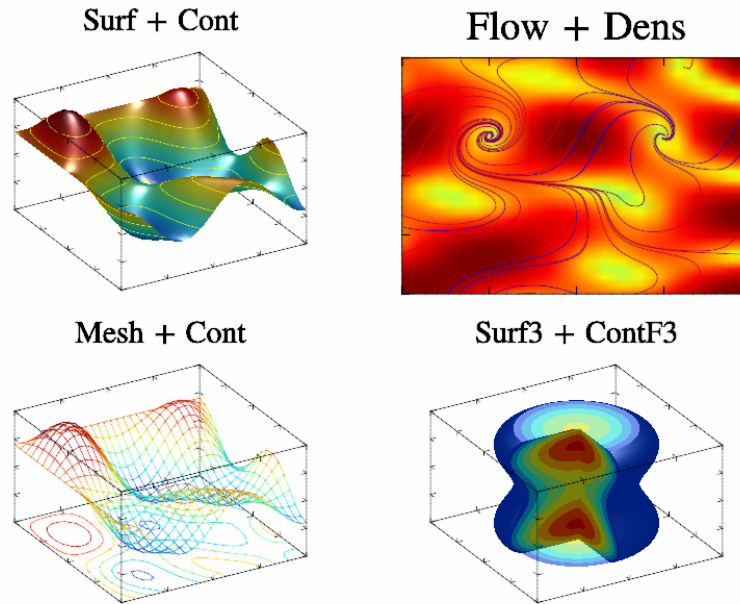 Surf + Cont
Flow + Dens
Mesh + Cont
Surf3 + ContF3